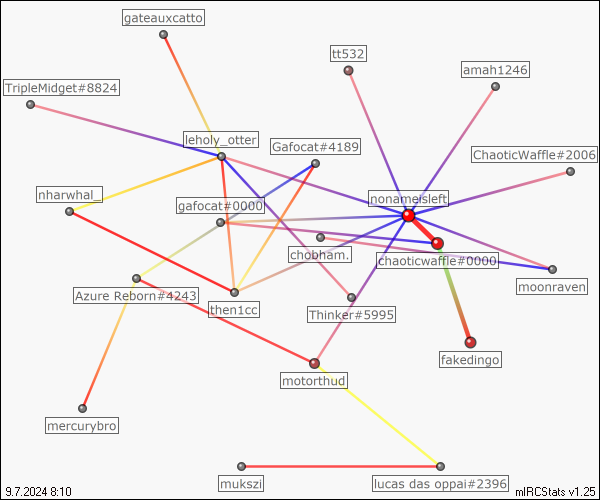 gateauxcatto
tt532
amah1246
TripleMidget#8824
leholy_otter
Gafocat#4189
ChaoticWaffle#2006
nharwhal_
gafocat#0000
nonameisleft
chobham.
chaoticwaffle#0000
moonraven
Azure Reborn#4243
then1cc
Thinker#5995
fakedingo
motorthud
mercurybro
mukszi
lucas das oppai#2396
9.7.2024 8:10
mIRCStats v1.25